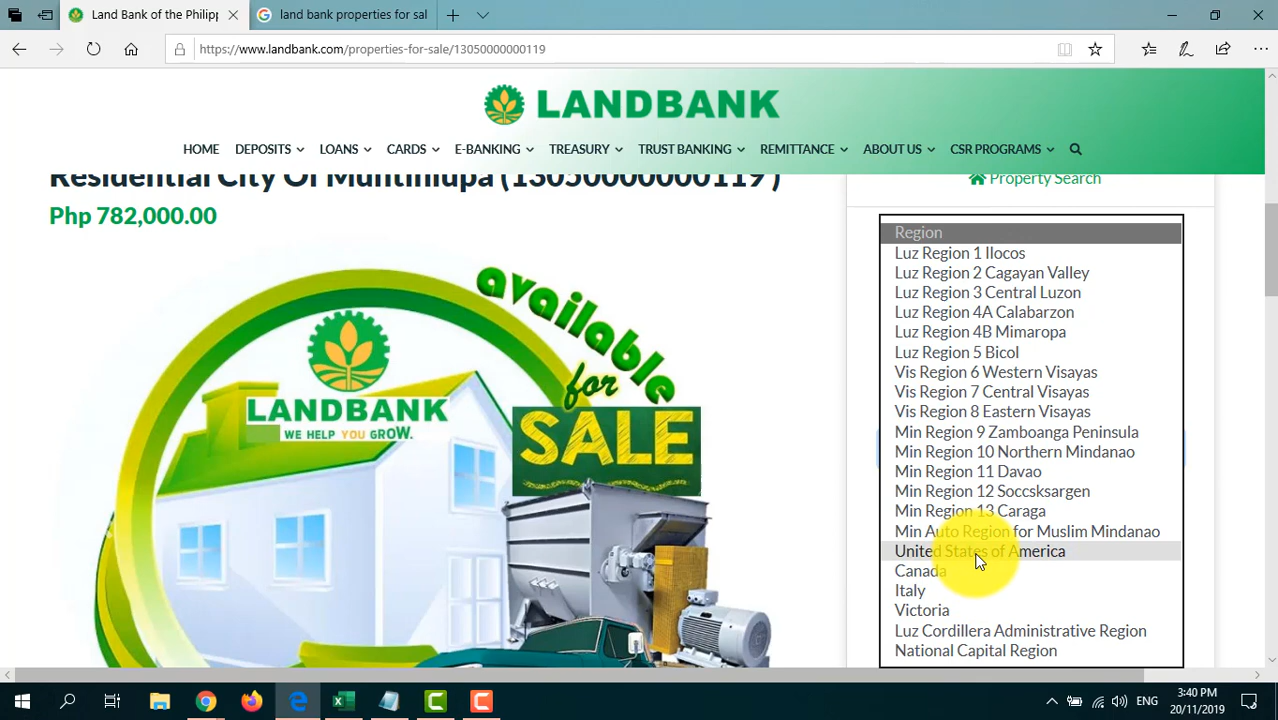 Land Bank of the Philipp
land bank properties for sal
https://www.landbank.com/properties-for-sale/13050000000119
LANDBANK
HOME DEPOSITS LOANS CARDS E-BANKING TREASURY TRUST BANKING REMITTANCE ABOUT US CSR PROGRAMS
Residential City Of Muntinlupa (13050000000119 )
Php 782,000.00
available
for
SALE
LANDBANK
WE HELP YOU GROW.
Property Search
Region
Luz Region 1 Ilocos
Luz Region 2 Cagayan Valley
Luz Region 3 Central Luzon
Luz Region 4A Calabarzon
Luz Region 4B Mimaropa
Luz Region 5 Bicol
Vis Region 6 Western Visayas
Vis Region 7 Central Visayas
Vis Region 8 Eastern Visayas
Min Region 9 Zamboanga Peninsula
Min Region 10 Northern Mindanao
Min Region 11 Davao
Min Region 12 Soccsksargen
Min Region 13 Caraga
Min Auto Region for Muslim Mindanao
United States of America
Canada
Italy
Victoria
Luz Cordillera Administrative Region
National Capital Region
ENG
3:40 PM
20/11/2019